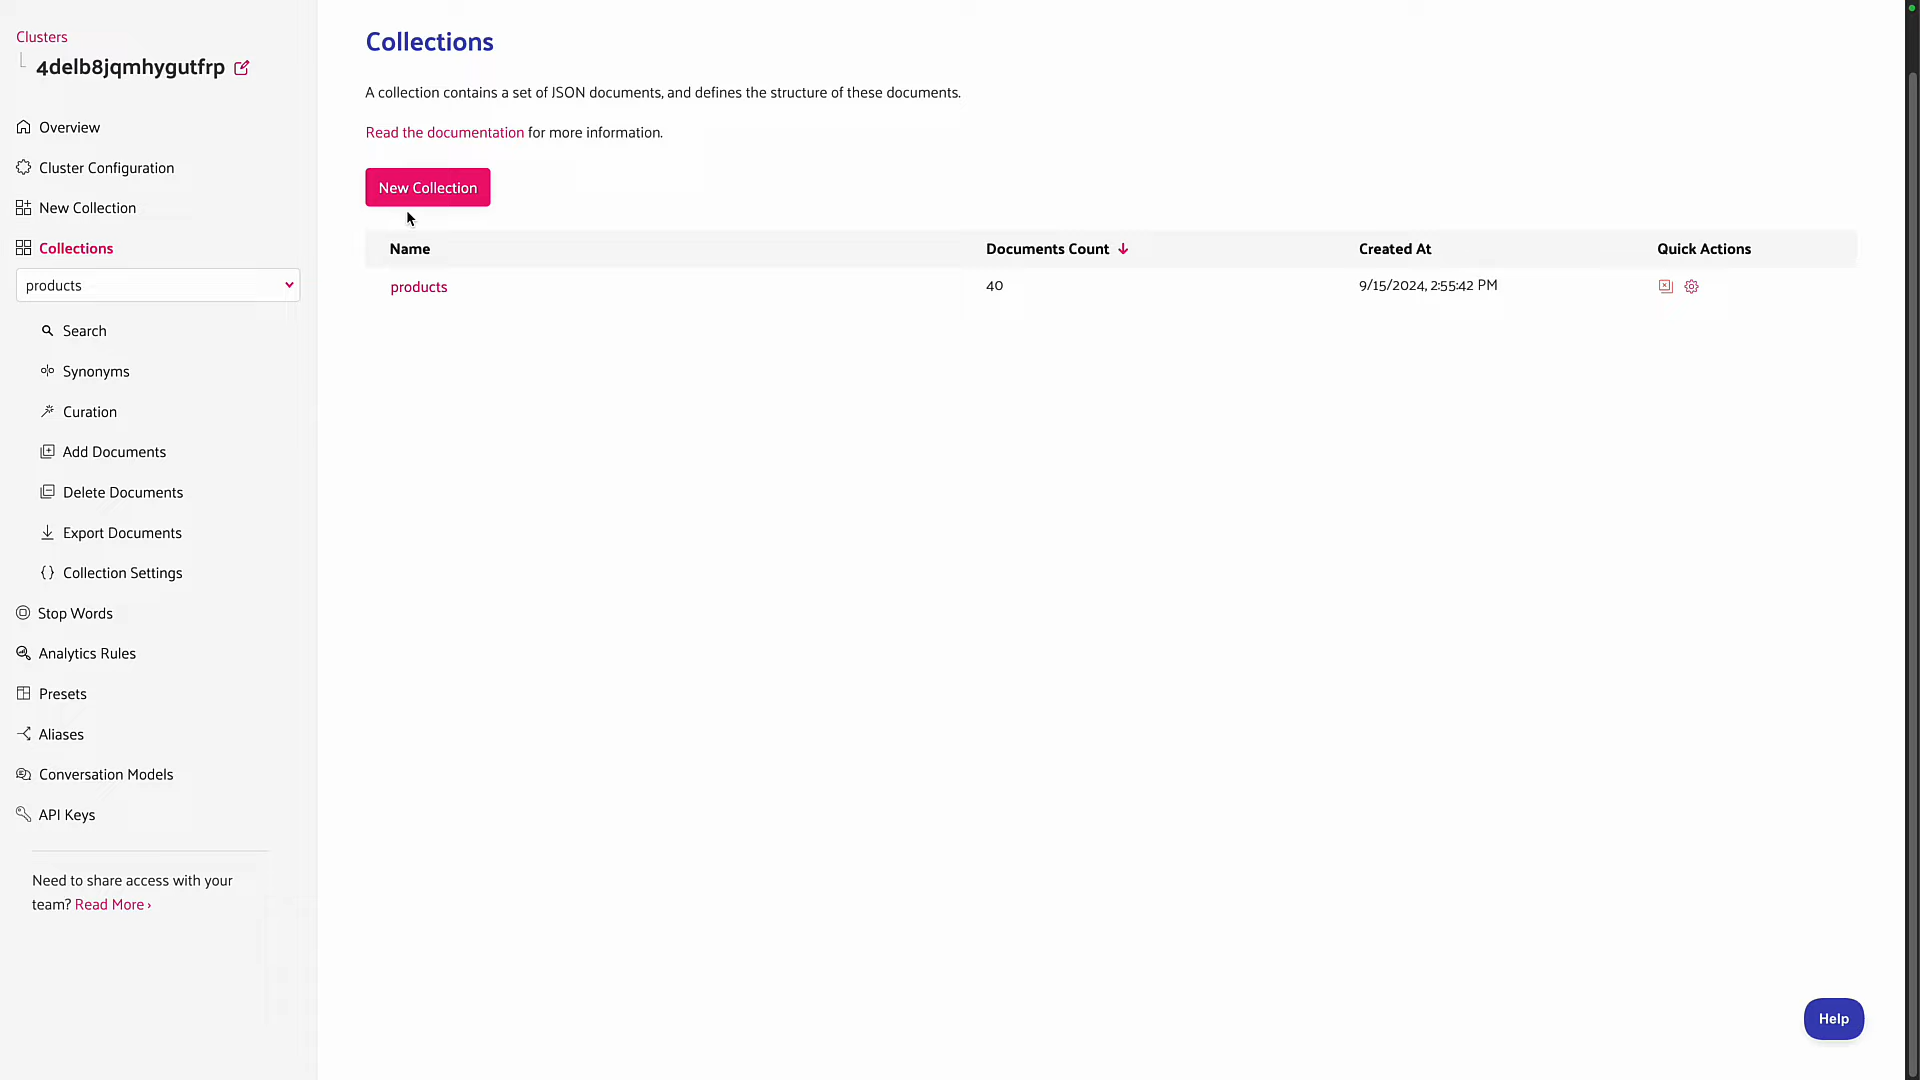 Clusters
4delb8jqmhygutfrp
Overview
Cluster Configuration
New Collection
Collections
products
Search
Synonyms
Curation
Add Documents
Delete Documents
Export Documents
Collection Settings
Stop Words
Analytics Rules
Presets
Aliases
Conversation Models
API Keys
Need to share access with your
team? Read More ›
Collections
A collection contains a set of JSON documents, and defines the structure of these documents.
Read the documentation for more information.
New Collection
Name Documents Count Created At Quick Actions
products 40 9/15/2024, 2:55:42 PM
Help